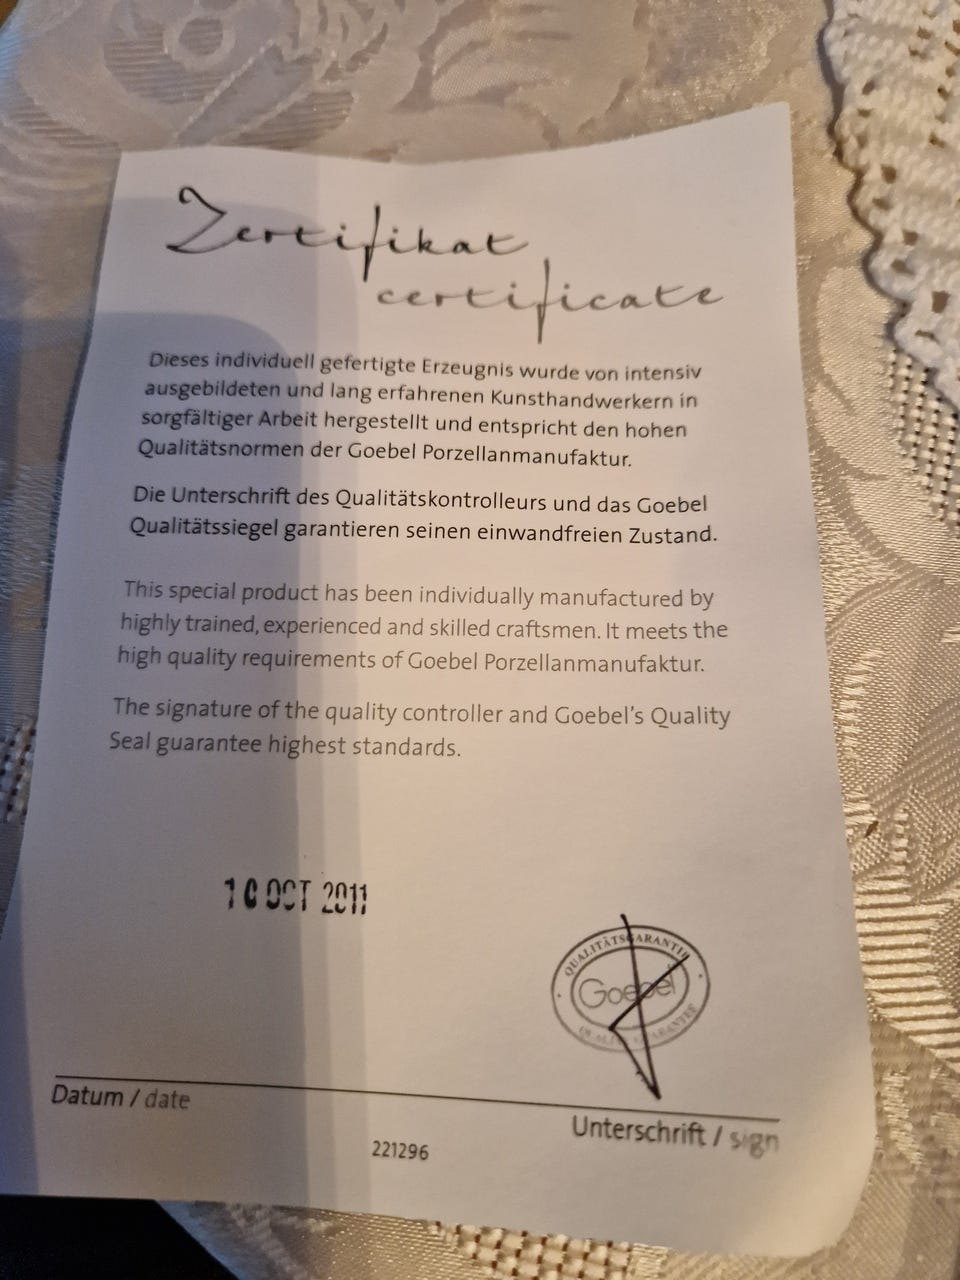 Zertifikat
certificate
Dieses individuell gefertigte Erzeugnis wurde von intensiv
ausgebildeten und lang erfahrenen Kunsthandwerkern in
sorgfältiger Arbeit hergestellt und entspricht den hohen
Qualitätsnormen der Goebel Porzellanmanufaktur.
Die Unterschrift des Qualitätskontrolleurs und das Goebel
Qualitätssiegel garantieren seinen einwandfreien Zustand.
This special product has been individually manufactured by
highly trained, experienced and skilled craftsmen. It meets the
high quality requirements of Goebel Porzellanmanufaktur.
The signature of the quality controller and Goebel's Quality
Seal guarantee highest standards.
10 OCT 2011
QUALITÄTSGARANTIE
Goebel
QUALITY GUARANTEE
Datum / date
Unterschrift / sign
221296